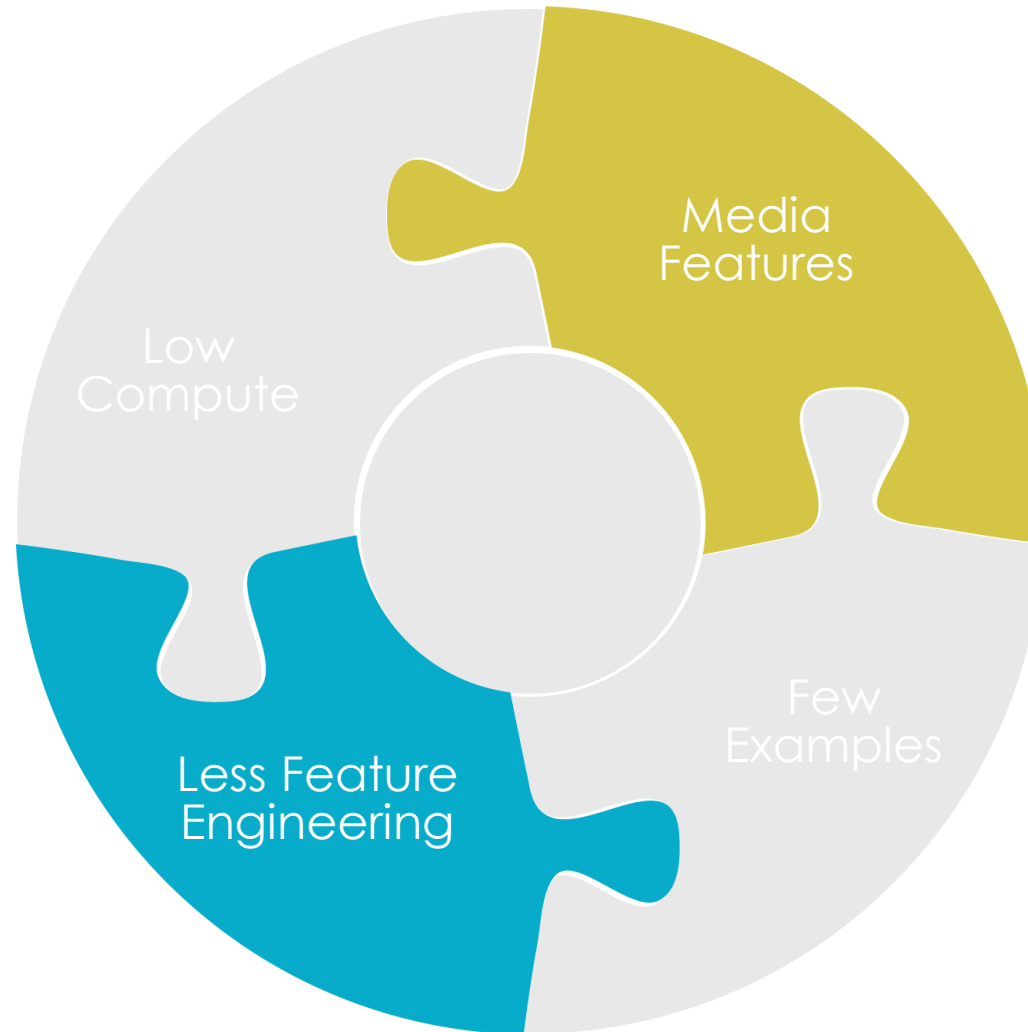 Media
Features
Low
Compute
Few
Examples
Less Feature
Engineering